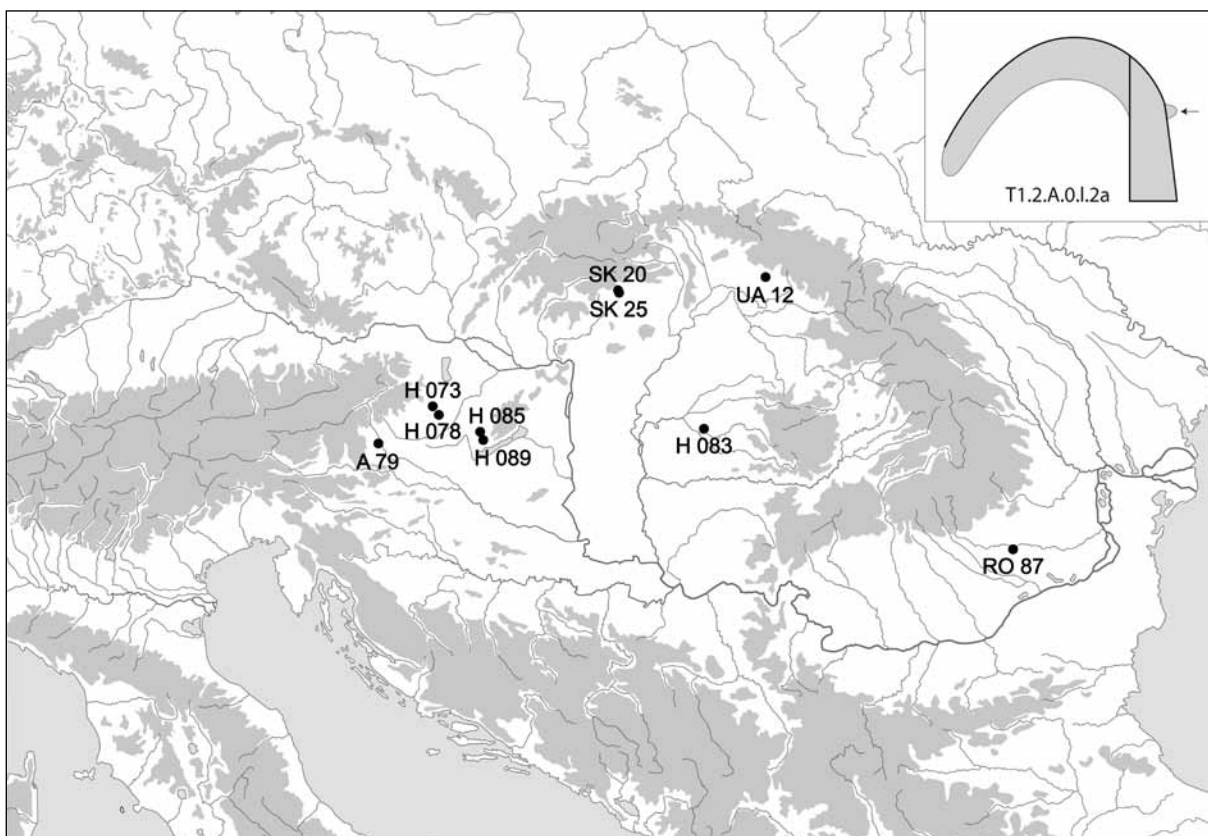 T1.2.A.0.I.2a
SK 20
SK 25
UA 12
H 073
H 078
H 085
H 089
A 79
H 083
RO 87